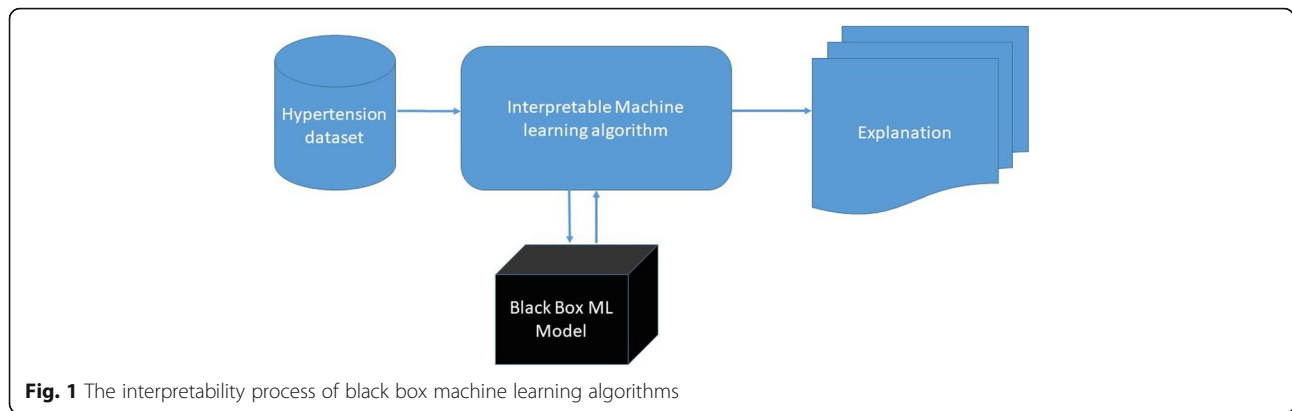 Hypertension
dataset
Interpretable Machine
learning algorithm
Explanation
Black Box ML
Model
Fig. 1 The interpretability process of black box machine learning algorithms